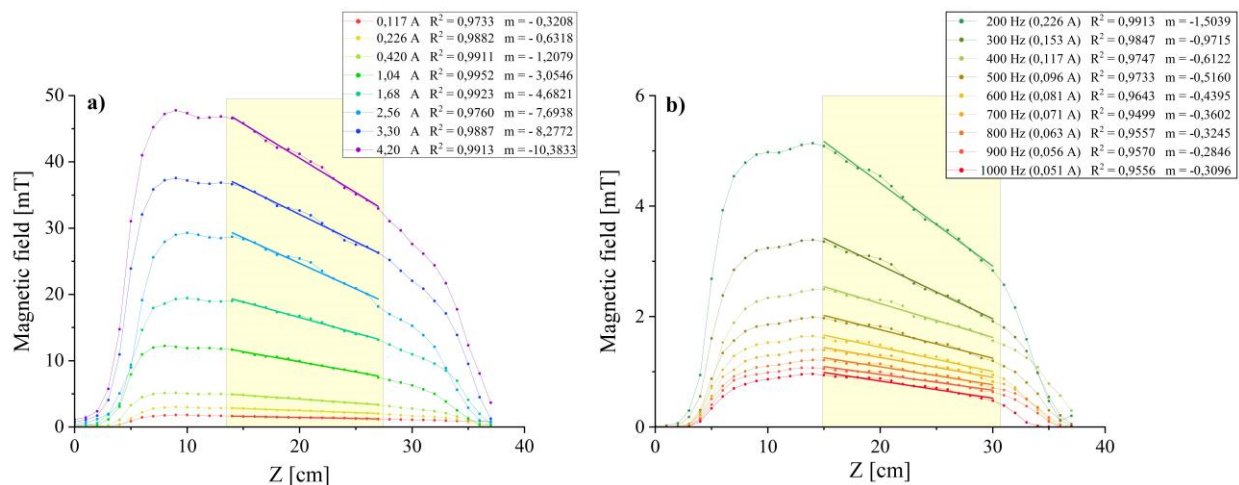 0,117 A R² = 0,9733 m = - 0,3208
0,226 A R² = 0,9882 m = - 0,6318
0,420 A R² = 0,9911 m = - 1,2079
1,04 A R² = 0,9952 m = - 3,0546
1,68 A R² = 0,9923 m = - 4,6821
2,56 A R² = 0,9760 m = - 7,6938
3,30 A R² = 0,9887 m = - 8,2772
4,20 A R² = 0,9913 m = -10,3833
a)
50
40
30
20
10
0
Magnetic field [mT]
0 10 20 30 40
Z [cm]
200 Hz (0,226 A) R² = 0,9913 m = -1,5039
300 Hz (0,153 A) R² = 0,9847 m = -0,9715
400 Hz (0,117 A) R² = 0,9747 m = -0,6122
500 Hz (0,096 A) R² = 0,9733 m = -0,5160
600 Hz (0,081 A) R² = 0,9643 m = -0,4395
700 Hz (0,071 A) R² = 0,9499 m = -0,3602
800 Hz (0,063 A) R² = 0,9557 m = -0,3245
900 Hz (0,056 A) R² = 0,9570 m = -0,2846
1000 Hz (0,051 A) R² = 0,9556 m = -0,3096
b)
6
4
2
0
Magnetic field [mT]
0 10 20 30 40
Z [cm]